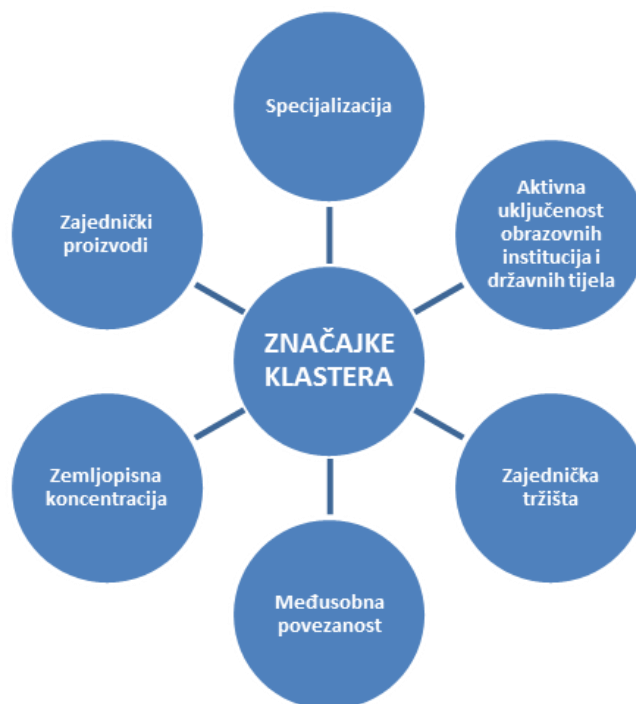 Specijalizacija
Zajednički
proizvodi
Aktivna
uključenost
obrazovnih
institucija i
državnih tijela
ZNAČAJKE
KLASTERA
Zemljopisna
koncentracija
Zajednička
tržišta
Međusobna
povezanost